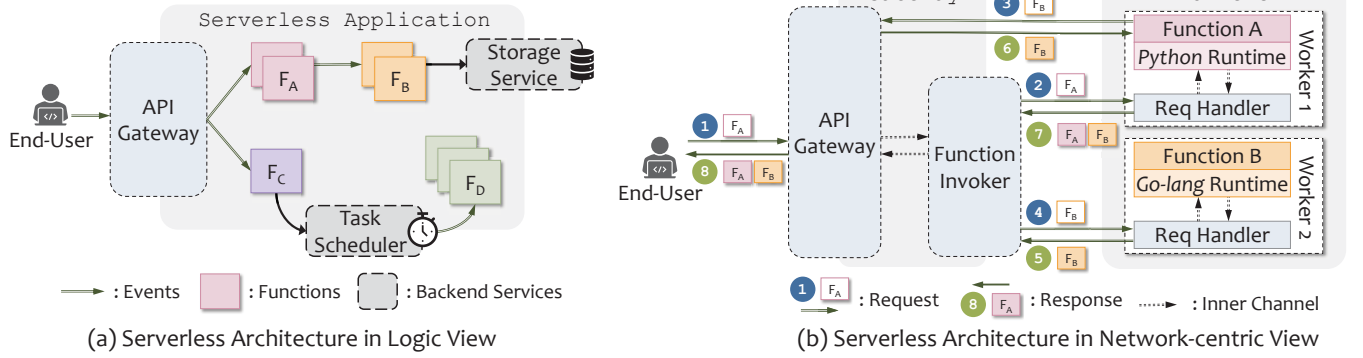 Serverless Application
End-User
API
Gateway
F_A
F_B
Storage
Service
F_C
F_D
Task
Scheduler
: Events
: Functions
: Backend Services
(a) Serverless Architecture in Logic View
3 F_B
6 F_B
Function A
Python Runtime
Req Handler
Worker 1
2 F_A
7 F_A F_B
1 F_A
8 F_A F_B
End-User
API
Gateway
Function
Invoker
Function B
Go-lang Runtime
Req Handler
Worker 2
4 F_B
5 F_B
1 F_A : Request
8 F_A : Response
: Inner Channel
(b) Serverless Architecture in Network-centric View